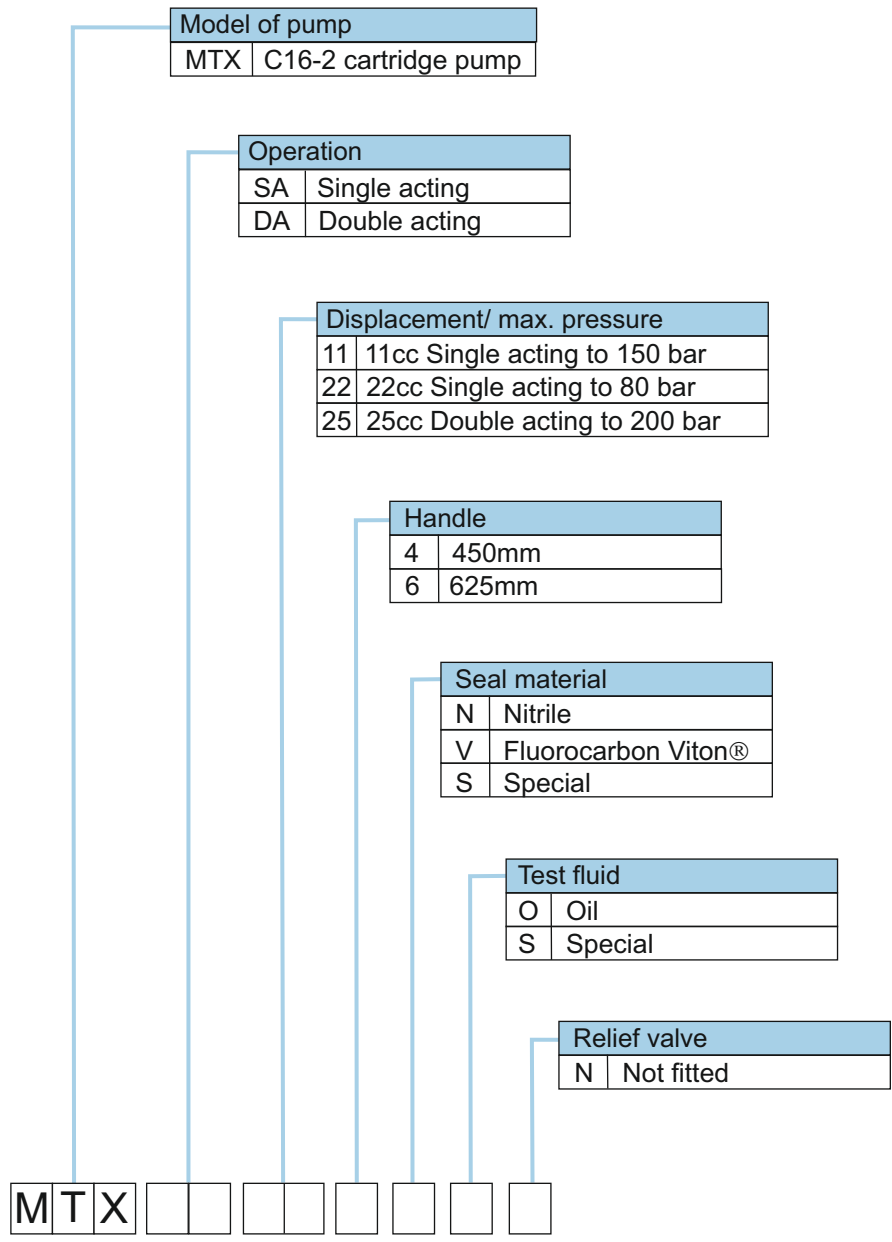 Model of pump
MTX C16-2 cartridge pump
Operation
SA Single acting
DA Double acting
Displacement/ max. pressure
11 11cc Single acting to 150 bar
22 22cc Single acting to 80 bar
25 25cc Double acting to 200 bar
Handle
4 450mm
6 625mm
Seal material
N Nitrile
V Fluorocarbon Viton®
S Special
Test fluid
O Oil
S Special
Relief valve
N Not fitted
MTX